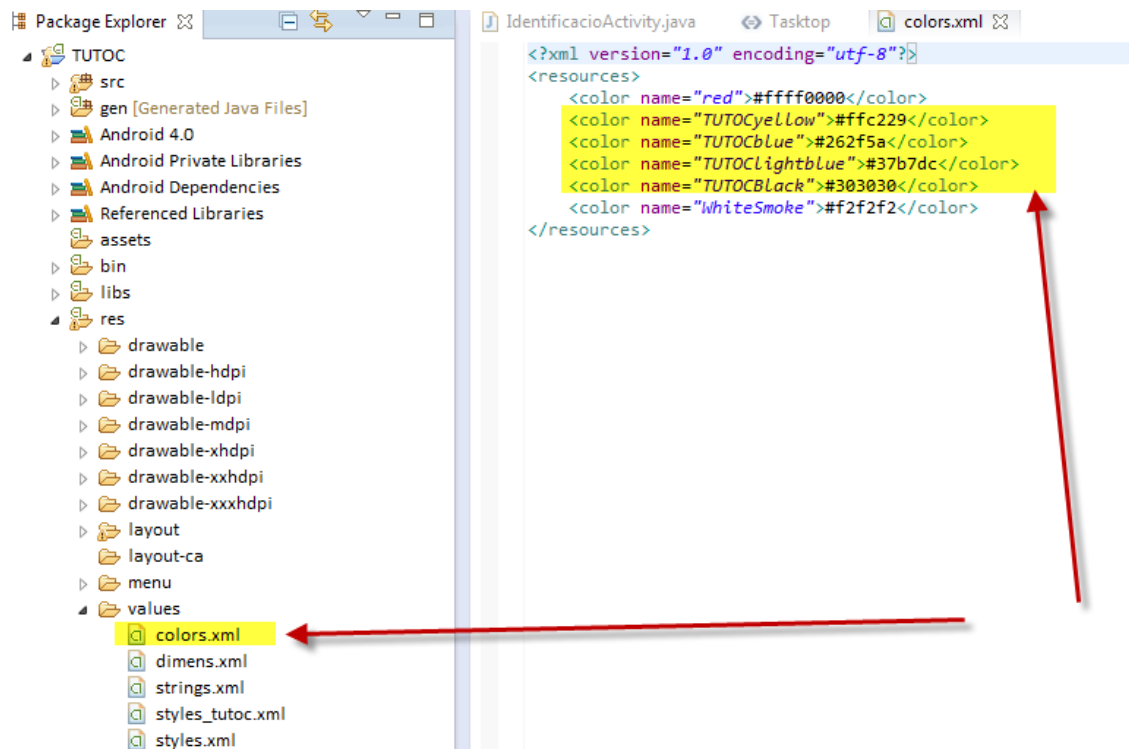 Package Explorer
TUTOC
src
gen [Generated Java Files]
Android 4.0
Android Private Libraries
Android Dependencies
Referenced Libraries
assets
bin
libs
res
drawable
drawable-hdpi
drawable-ldpi
drawable-mdpi
drawable-xhdpi
drawable-xxhdpi
drawable-xxxhdpi
layout
layout-ca
menu
values
colors.xml
dimens.xml
strings.xml
styles_tutoc.xml
styles.xml
IdentificacioActivity.java Tasktop colors.xml
<?xml version="1.0" encoding="utf-8"?>
<resources>
<color name="red">#ffff0000</color>
<color name="TUTOCyellow">#ffc229</color>
<color name="TUTOCblue">#262f5a</color>
<color name="TUTOClightblue">#37b7dc</color>
<color name="TUTOCBlack">#303030</color>
<color name="WhiteSmoke">#f2f2f2</color>
</resources>